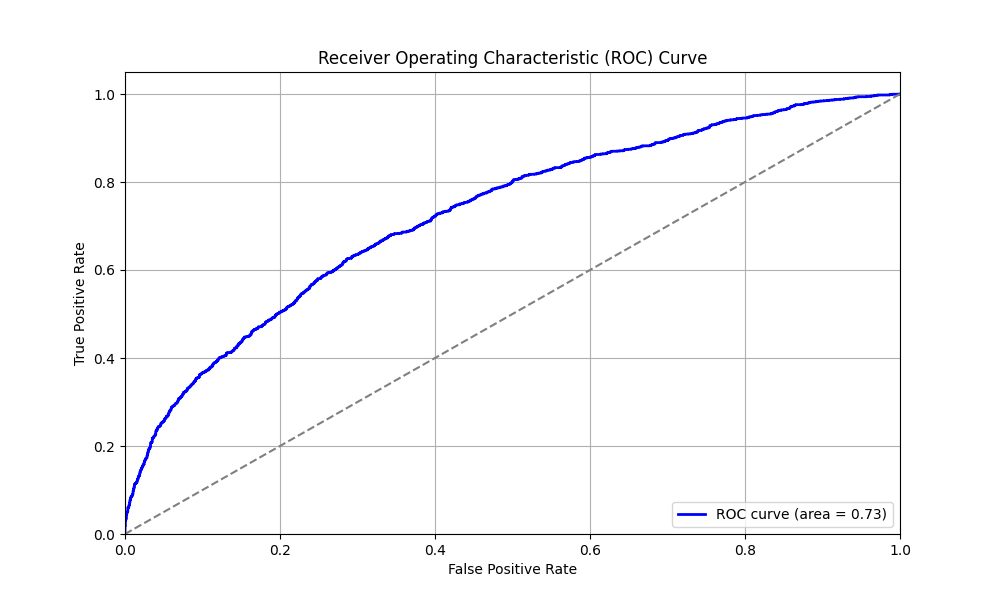 Receiver Operating Characteristic (ROC) Curve
True Positive Rate
1.0
0.8
0.6
0.4
0.2
0.0
0.0 0.2 0.4 0.6 0.8 1.0
False Positive Rate
ROC curve (area = 0.73)